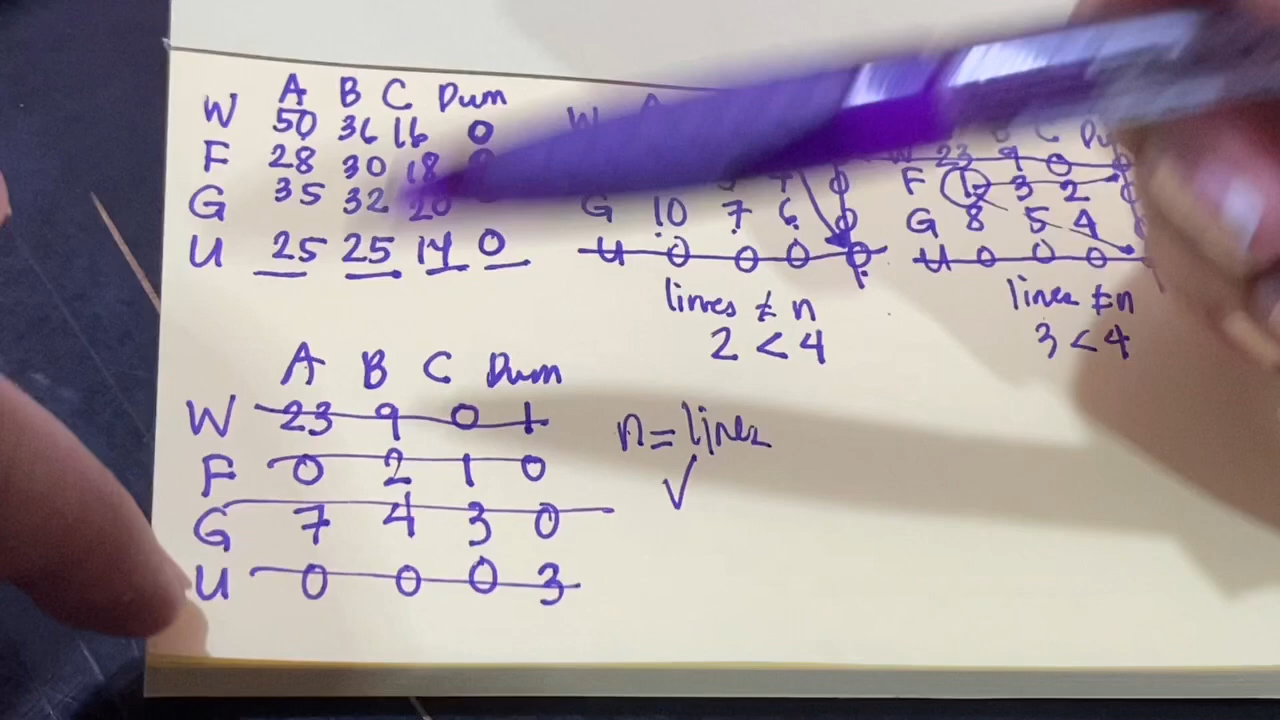 A B C Dum
W 50 36 16 0
F 28 30 18
G 35 32 20
U 25 25 14 0
G 10 7 6 0
U 0 0 0 0
lines ≠ n
2 < 4
W 23 9 0
F 1 3 2
G 8 5 4
U 0 0 0
lines ≠ n
3 < 4
A B C Dum
W 23 9 0 1
F 0 2 1 0
G 7 4 3 0
U 0 0 0 3
n = lines
✓